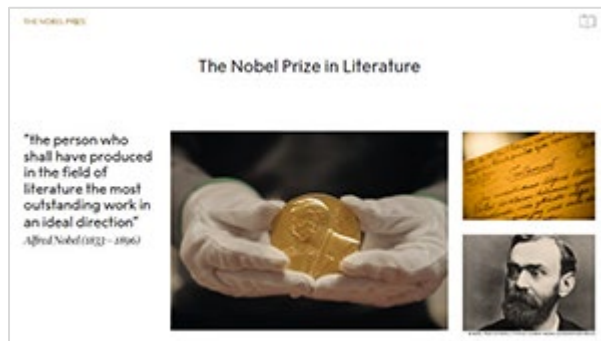 THE NOBEL PRIZE
The Nobel Prize in Literature
"the person who
shall have produced
in the field of
literature the most
outstanding work in
an ideal direction"
Alfred Nobel (1833–1896)